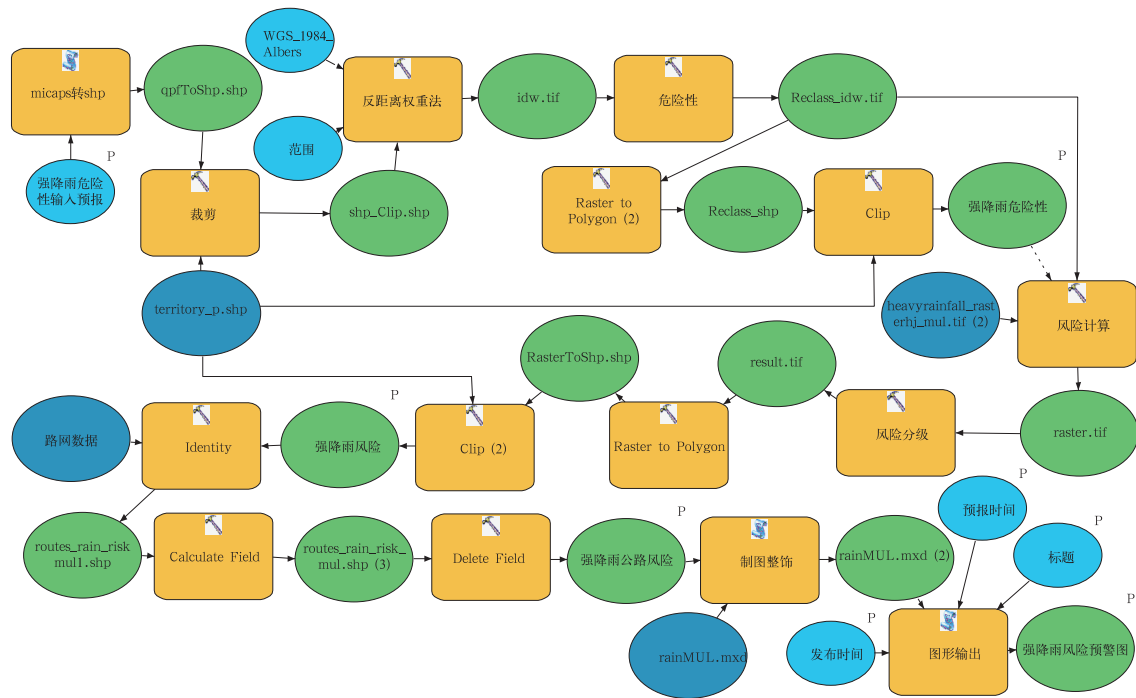 WGS_1984_
Albers
micaps转shp
qpfToShp.shp
反距离权重法
idw.tif
危险性
Reclass_idw.tif
P
范围
P
强降雨危险
性输入预报
裁剪
shp_Clip.shp
Raster to
Polygon (2)
Reclass_shp
Clip
强降雨危险性
territory_p.shp
heavyrainfall_ras
terhj_mul.tif (2)
风险计算
RasterToShp.shp
result.tif
P
路网数据
Identity
强降雨风险
Clip (2)
Raster to Polygon
风险分级
raster.tif
P
预报时间
P
P
routes_rain_risk
mul1.shp
Calculate Field
routes_rain_risk_
mul.shp (3)
Delete Field
强降雨公路风险
制图整饰
rainMUL.mxd (2)
标题
P
P
rainMUL.mxd
发布时间
图形输出
强降雨风险预警图